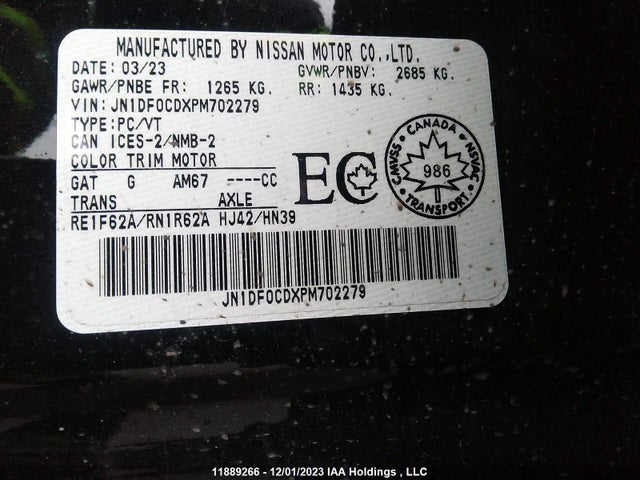 MANUFACTURED BY NISSAN MOTOR CO.,LTD.
DATE: 03/23 GVWR/PNBV: 2685 KG.
GAWR/PNBE FR: 1265 KG. RR: 1435 KG.
VIN: JN1DF0CDXPM702279
TYPE:PC/VT
CAN ICES-2/NMB-2
COLOR TRIM MOTOR
GAT G AM67 ----CC
TRANS AXLE
RE1F62A/RN1R62A HJ42/HN39
EC
CANADA
CMVSS
986
NSVAC
TRANSPORT
JN1DF0CDXPM702279
11889266 - 12/01/2023 IAA Holdings , LLC